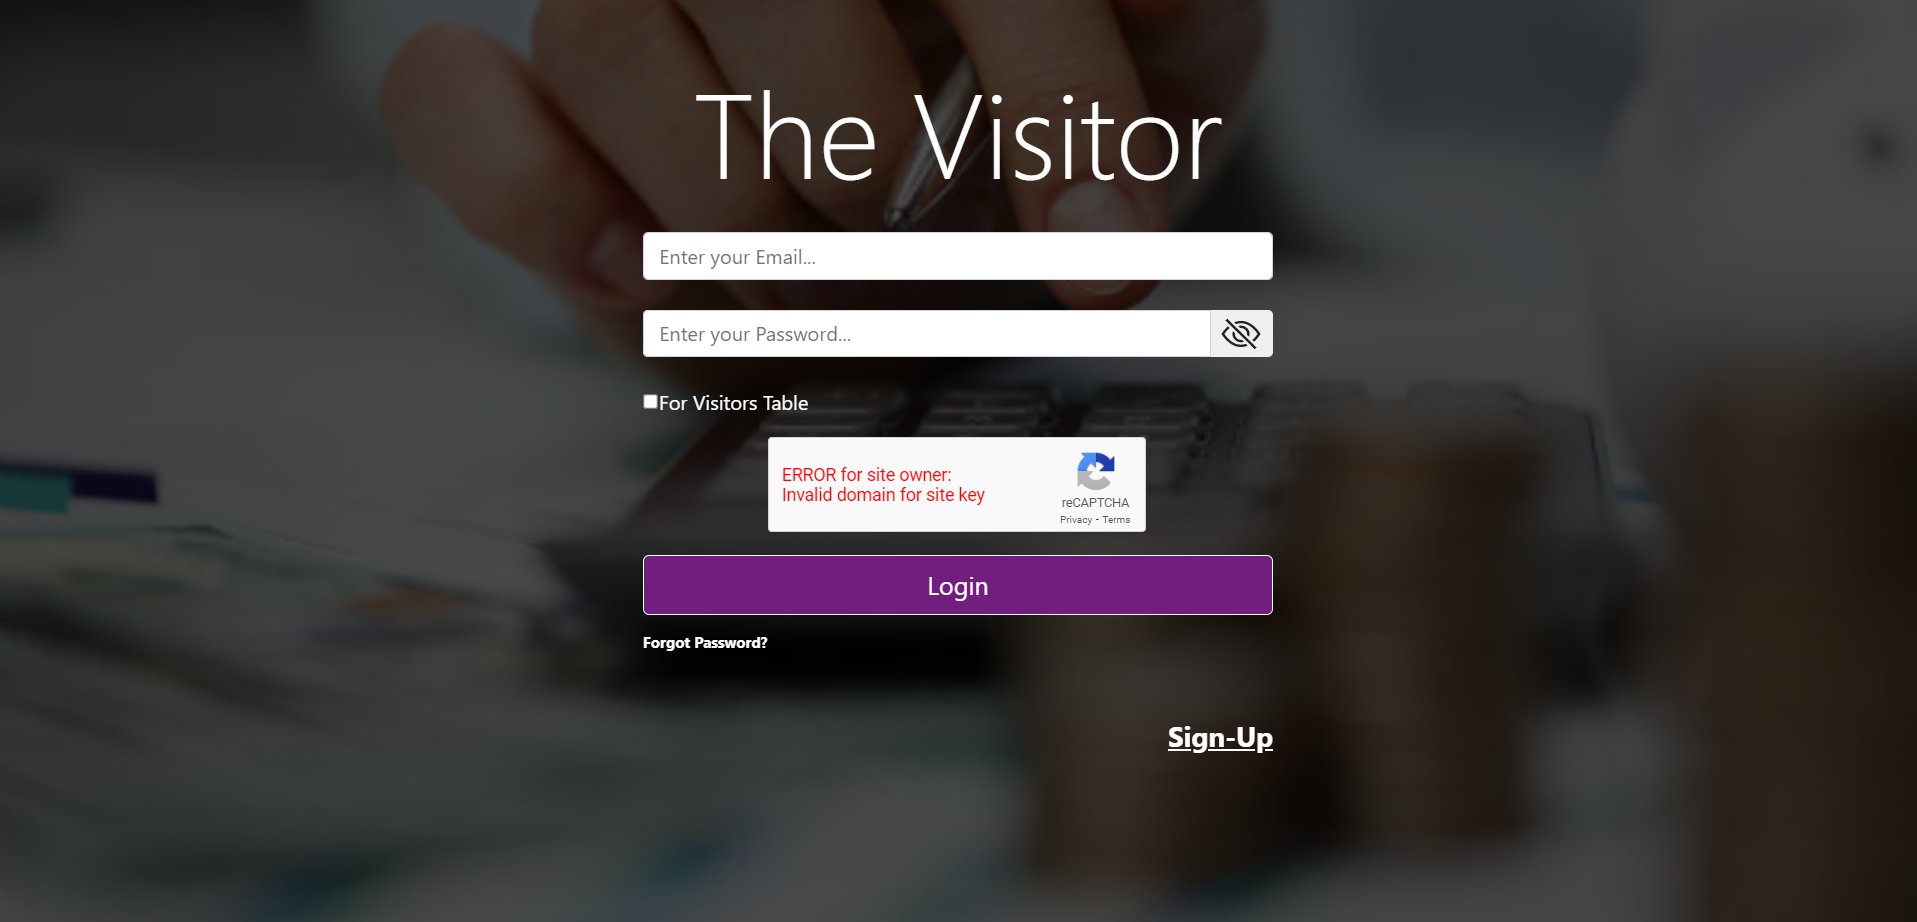 The Visitor
Enter your Email...
Enter your Password...
For Visitors Table
ERROR for site owner:
Invalid domain for site key
reCAPTCHA
Privacy - Terms
Login
Forgot Password?
Sign-Up